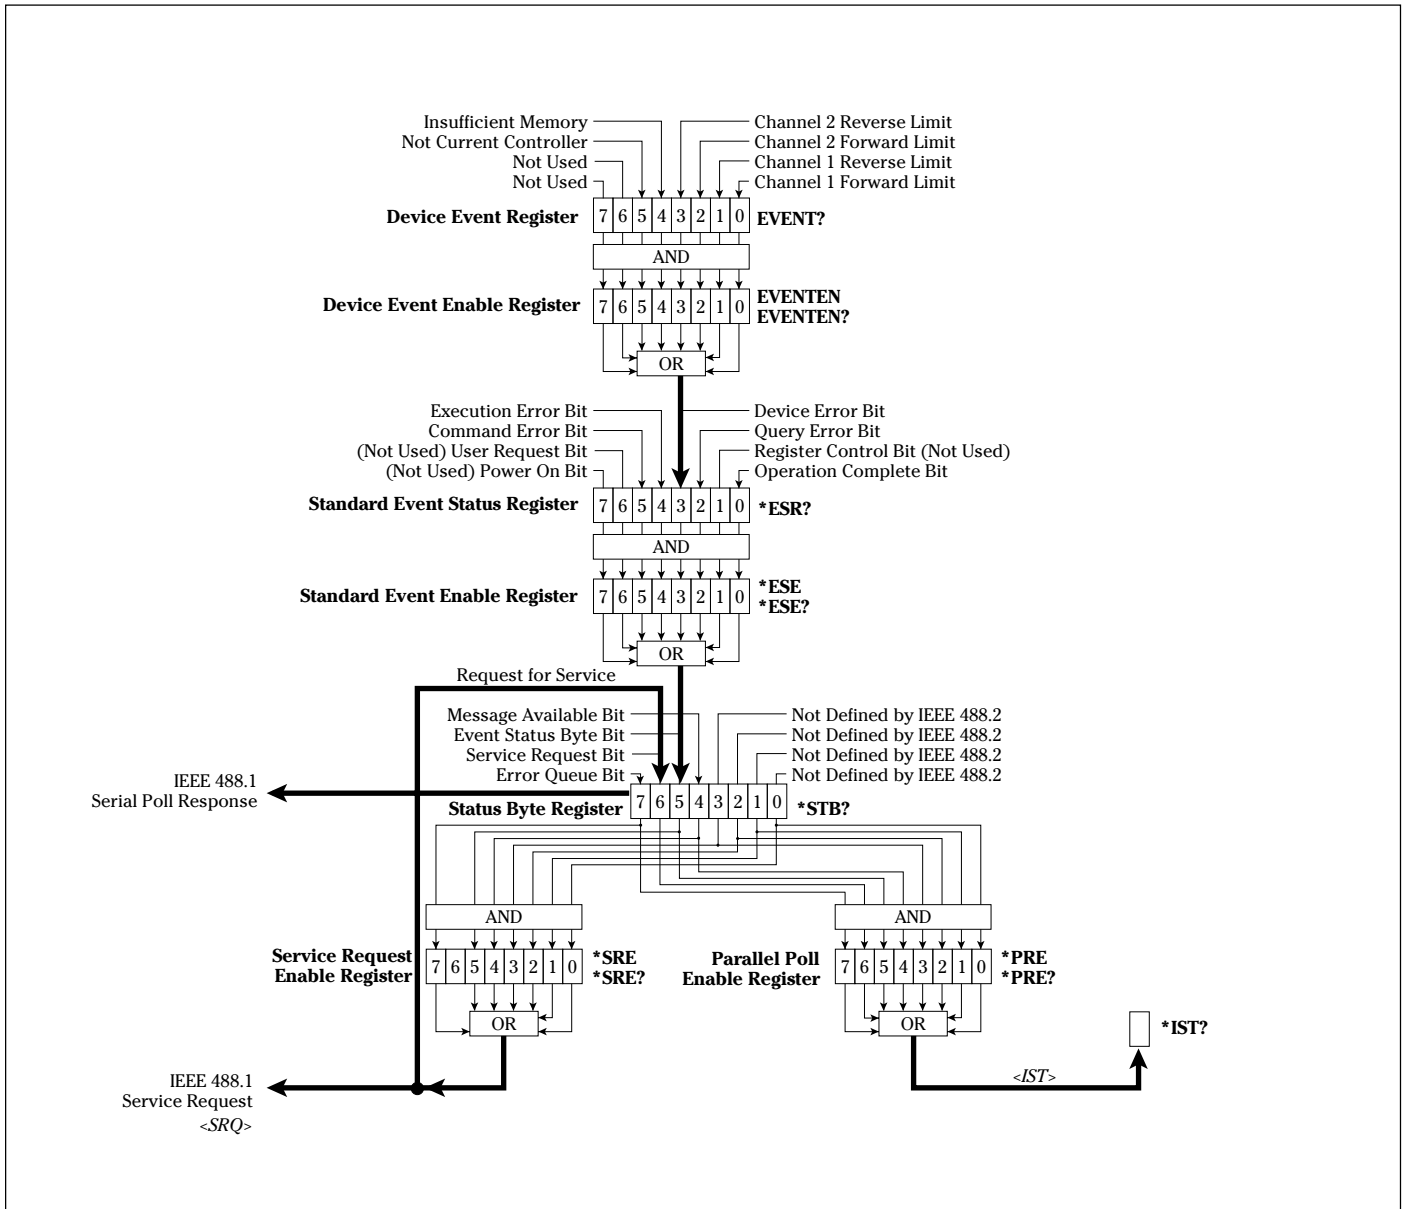 Insufficient Memory
Channel 2 Reverse Limit
Not Current Controller
Channel 2 Forward Limit
Not Used
Channel 1 Reverse Limit
Not Used
Channel 1 Forward Limit
Device Event Register
7 6 5 4 3 2 1 0
EVENT?
AND
Device Event Enable Register
7 6 5 4 3 2 1 0
EVENTEN
EVENTEN?
OR
Execution Error Bit
Device Error Bit
Command Error Bit
Query Error Bit
(Not Used) User Request Bit
Register Control Bit (Not Used)
(Not Used) Power On Bit
Operation Complete Bit
Standard Event Status Register
7 6 5 4 3 2 1 0
*ESR?
AND
Standard Event Enable Register
7 6 5 4 3 2 1 0
*ESE
*ESE?
OR
Request for Service
Message Available Bit
Not Defined by IEEE 488.2
Event Status Byte Bit
Not Defined by IEEE 488.2
Service Request Bit
Not Defined by IEEE 488.2
Error Queue Bit
Not Defined by IEEE 488.2
IEEE 488.1
Serial Poll Response
Status Byte Register
7 6 5 4 3 2 1 0
*STB?
AND
AND
Service Request
Enable Register
7 6 5 4 3 2 1 0
*SRE
*SRE?
Parallel Poll
Enable Register
7 6 5 4 3 2 1 0
*PRE
*PRE?
OR
OR
*IST?
<IST>
IEEE 488.1
Service Request
<SRQ>